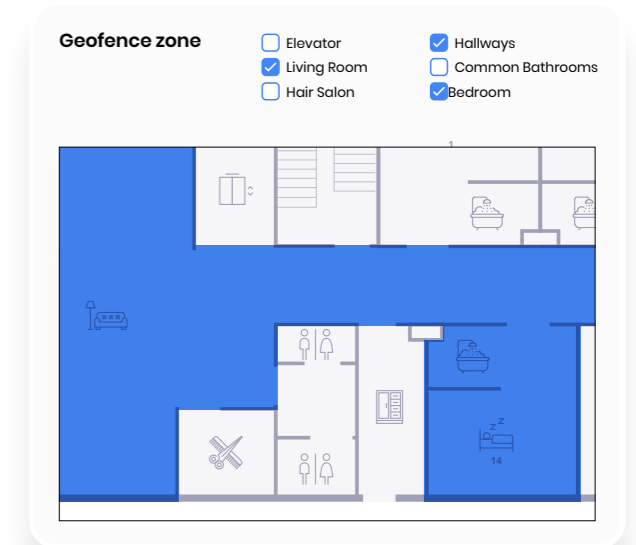 Geofence zone
Elevator
Hallways
Living Room
Common Bathrooms
Hair Salon
Bedroom
1
z z
14